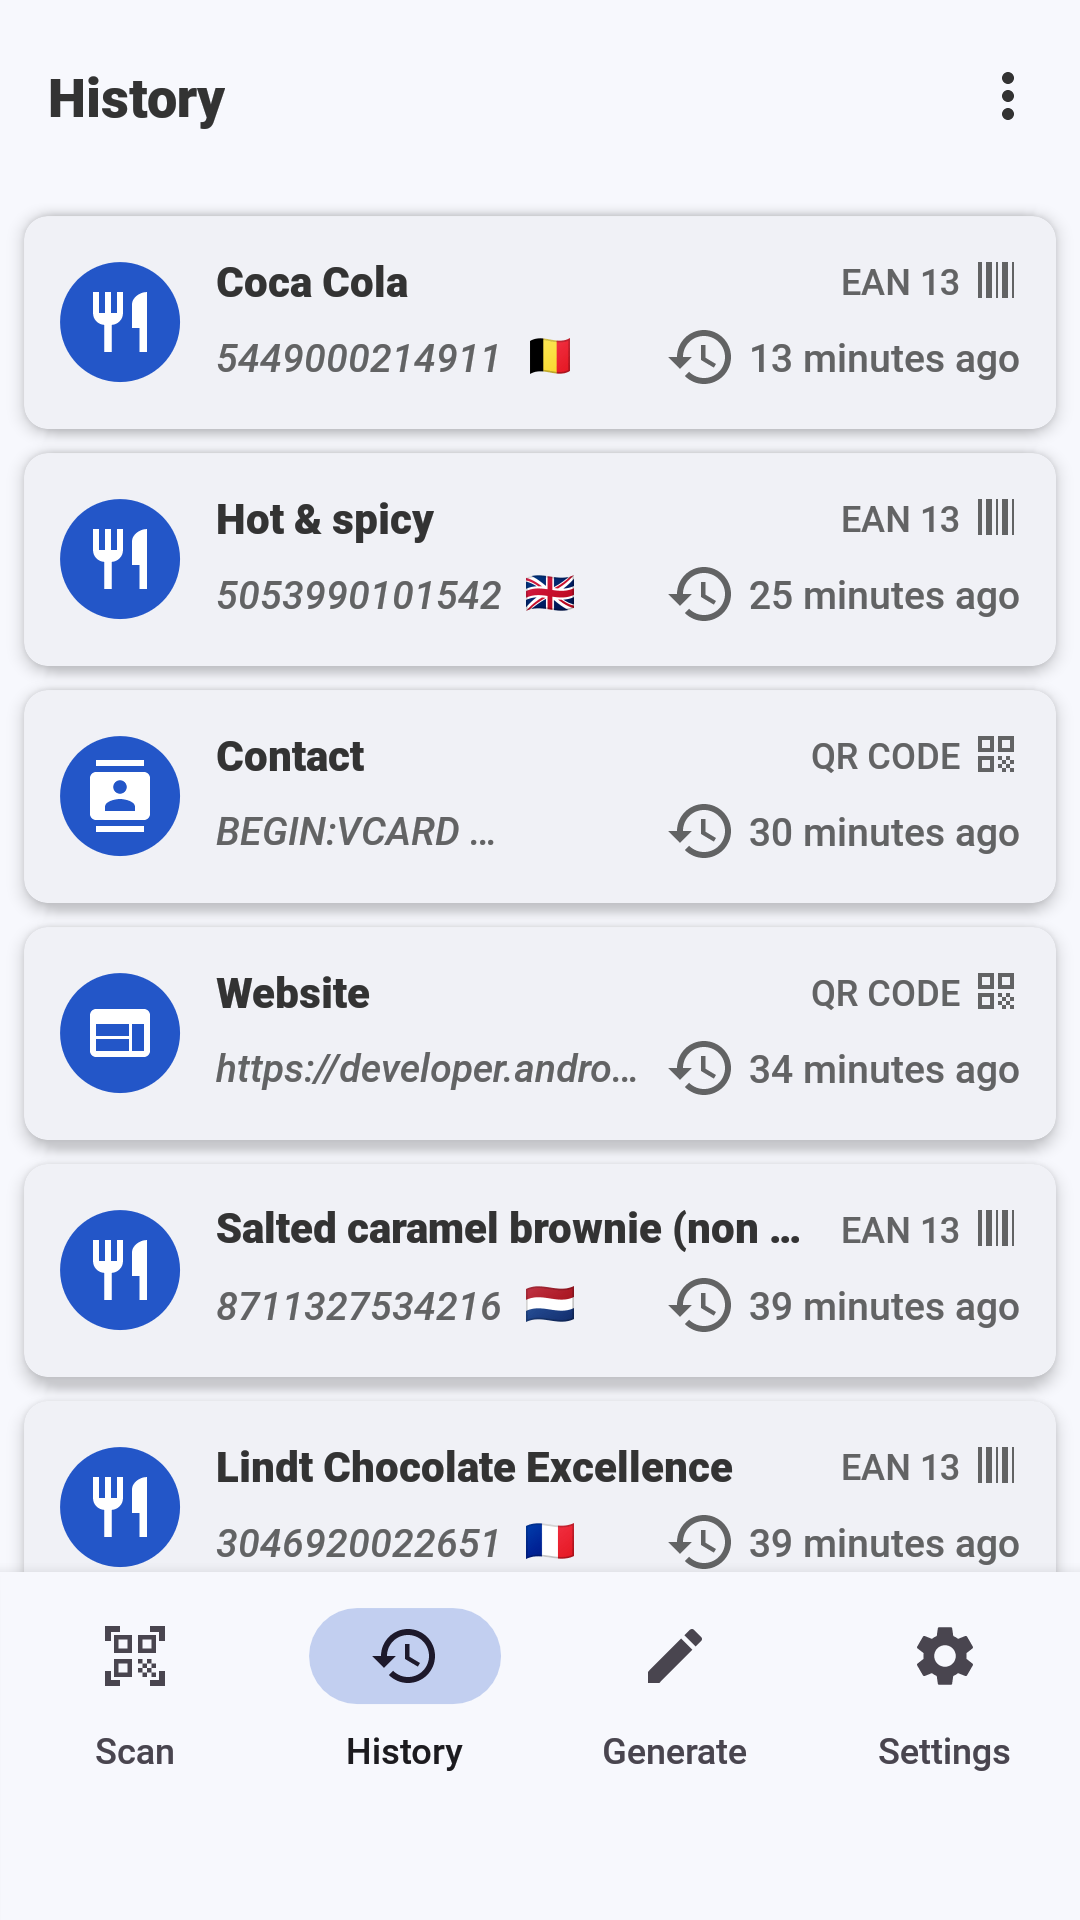 History
Coca Cola EAN 13
5449000214911 13 minutes ago
Hot & spicy EAN 13
5053990101542 25 minutes ago
Contact QR CODE
BEGIN:VCARD ... 30 minutes ago
Website QR CODE
https://developer.andro... 34 minutes ago
Salted caramel brownie (non ... EAN 13
8711327534216 39 minutes ago
Lindt Chocolate Excellence EAN 13
3046920022651 39 minutes ago
Scan History Generate Settings